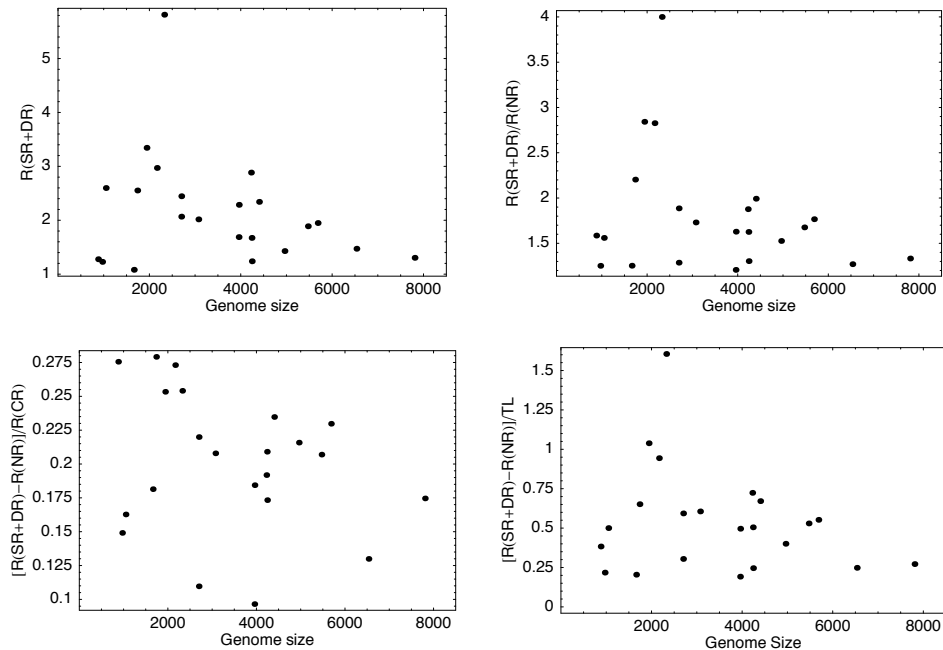 R(SR+DR)
5
4
3
2
1
2000 4000 6000 8000
Genome size
R(SR+DR)/R(NR)
4
3.5
3
2.5
2
1.5
2000 4000 6000 8000
Genome size
[R(SR+DR)−R(NR)]/R(CR)
0.275
0.25
0.225
0.2
0.175
0.15
0.125
0.1
2000 4000 6000 8000
Genome size
[R(SR+DR)−R(NR)]/TL
1.5
1.25
1
0.75
0.5
0.25
0
2000 4000 6000 8000
Genome Size